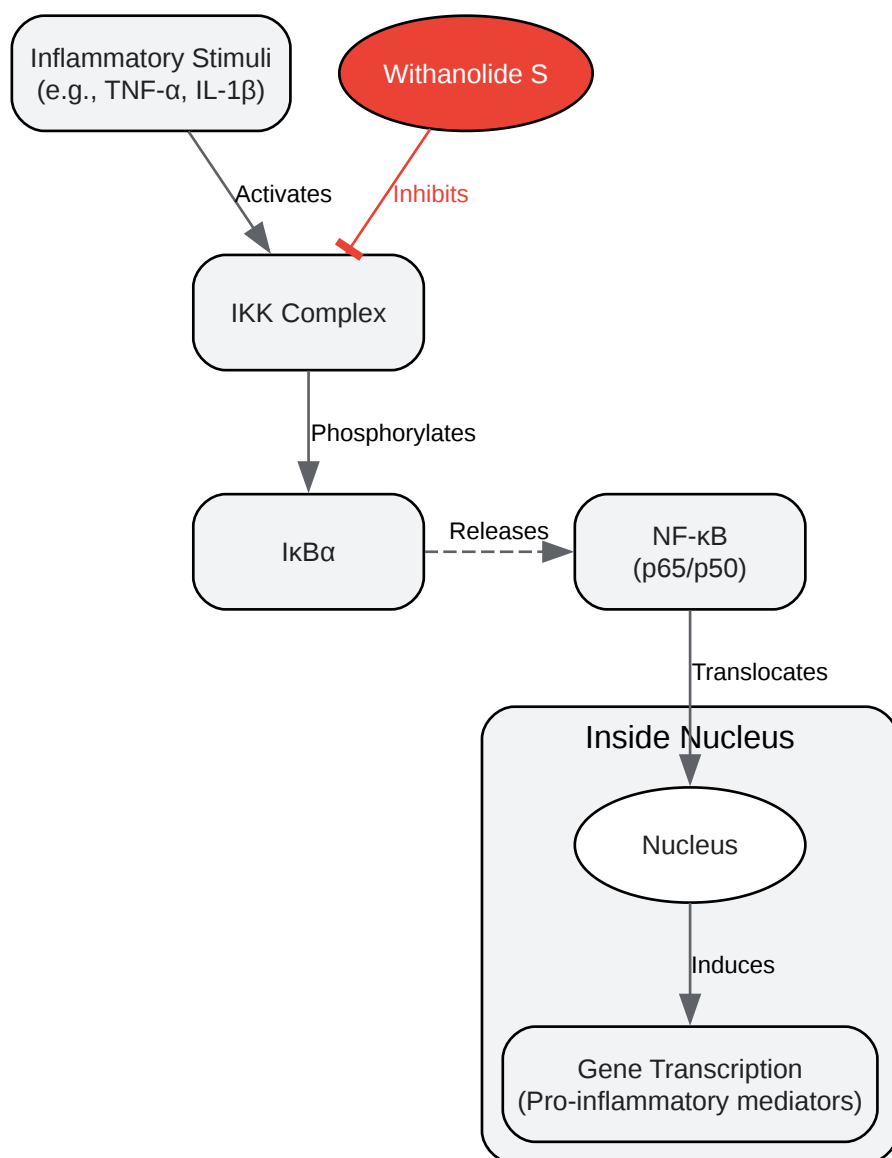 Inflammatory Stimuli
(e.g., TNF-α, IL-1β)
Withanolide S
Activates
Inhibits
IKK Complex
Phosphorylates
IκBα
Releases
NF-κB
(p65/p50)
Translocates
Inside Nucleus
Nucleus
Induces
Gene Transcription
(Pro-inflammatory mediators)